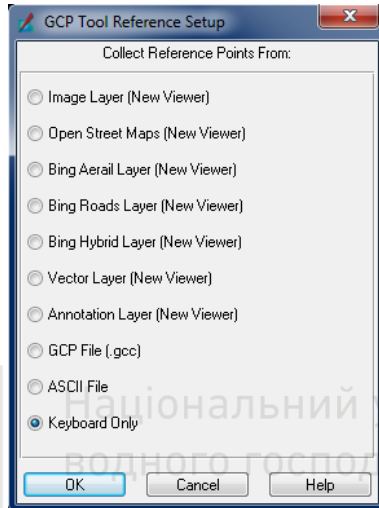 GCP Tool Reference Setup
Collect Reference Points From:
Image Layer (New Viewer)
Open Street Maps (New Viewer)
Bing Aerail Layer (New Viewer)
Bing Roads Layer (New Viewer)
Bing Hybrid Layer (New Viewer)
Vector Layer (New Viewer)
Annotation Layer (New Viewer)
GCP File (.gcc)
ASCII File
Національний
Keyboard Only
водного
OK Cancel Help